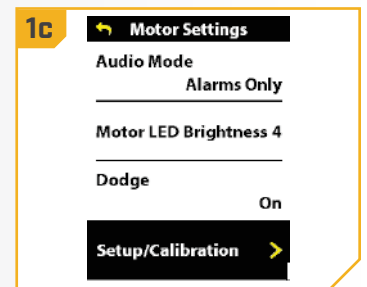 1c
Motor Settings
Audio Mode
Alarms Only
Motor LED Brightness 4
Dodge
On
Setup/Calibration